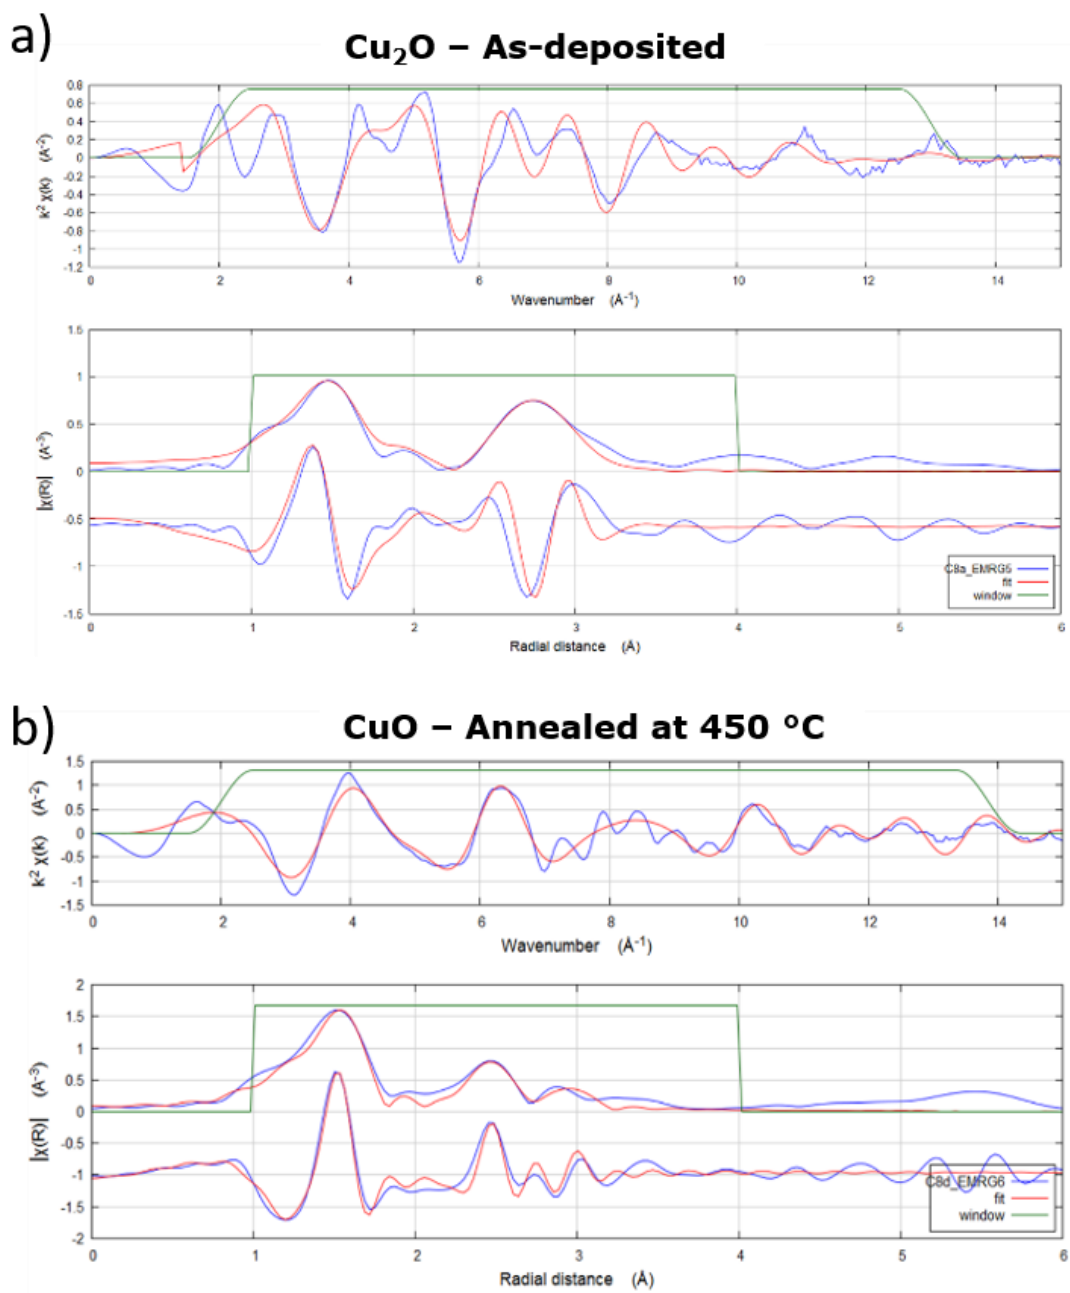 a)
Cu₂O – As-deposited
0.8
0.6
0.4
0.2
0
-0.2
-0.4
-0.6
-0.8
-1
-1.2
k² χ(k) (Å⁻²)
0 2 4 6 8 10 12 14
Wavenumber (Å⁻¹)
1.5
1
0.5
0
-0.5
-1
-1.5
|χ(R)| (Å⁻³)
C8a_EMRG5
fit
window
0 1 2 3 4 5 6
Radial distance (Å)
b)
CuO – Annealed at 450 °C
1.5
1
0.5
0
-0.5
-1
-1.5
k² χ(k) (Å⁻²)
0 2 4 6 8 10 12 14
Wavenumber (Å⁻¹)
2
1.5
1
0.5
0
-0.5
-1
-1.5
-2
|χ(R)| (Å⁻³)
C8d_EMRG6
fit
window
0 1 2 3 4 5 6
Radial distance (Å)